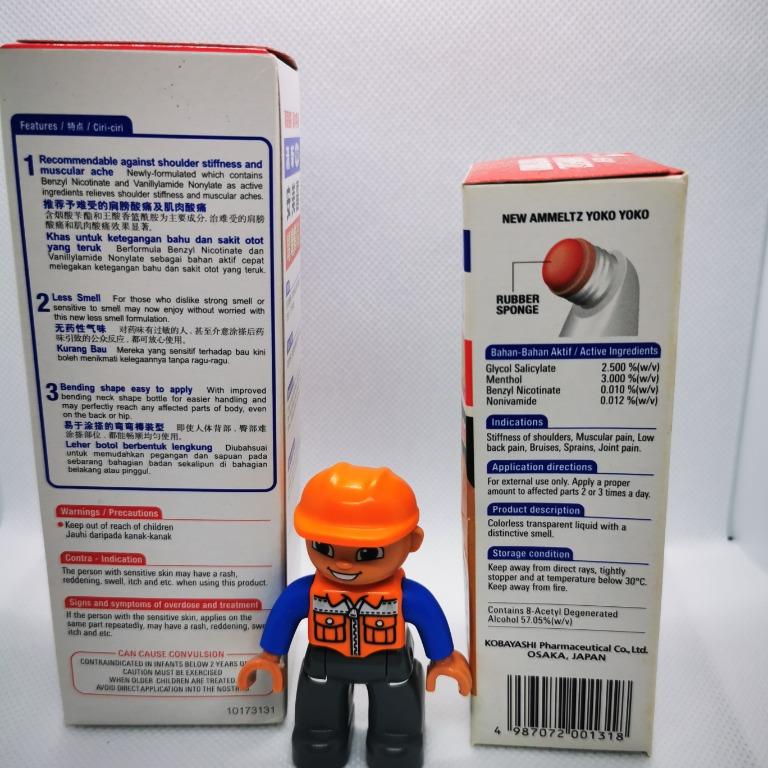 Features / 特点 / Ciri-ciri
1 Recommendable against shoulder stiffness and
muscular ache Newly-formulated which contains
Benzyl Nicotinate and Vanillylamide Nonylate as active
ingredients relieves shoulder stiffness and muscular aches.
推荐予难受的肩膀酸痛及肌肉酸痛
含烟酸苄酯和壬酸香草酰胺为主要成分, 治难受的肩膀
酸痛和肌肉酸痛效果显著。
Khas untuk ketegangan bahu dan sakit otot
yang teruk Berformula Benzyl Nicotinate dan
Vanillylamide Nonylate sebagai bahan aktif cepat
melegakan ketegangan bahu dan sakit otot yang teruk.
2 Less Smell For those who dislike strong smell or
sensitive to smell may now enjoy without worried with
this new less smell formulation.
无药性气味 对药味有过敏的人, 甚至介意涂搽后药
味引致的公众反应, 都可放心使用。
Kurang Bau Mereka yang sensitif terhadap bau kini
boleh menikmati kelegaannya tanpa ragu-ragu.
3 Bending shape easy to apply With improved
bending neck shape bottle for easier handling and
may perfectly reach any affected parts of body, even
on the back or hip.
易于涂搽的弯弯棒装型 即使人体背部, 臀部难
涂搽部位, 都能畅顺均匀使用。
Leher botol berbentuk lengkung Diubahsuai
untuk memudahkan pegangan dan sapuan pada
sebarang bahagian badan sekalipun di bahagian
belakang atau pinggul.
Warnings / Precautions
Keep out of reach of children
Jauhi daripada kanak-kanak
Contra - Indication
The person with sensitive skin may have a rash,
reddening, swell, itch and etc. when using this product.
Signs and symptoms of overdose and treatment
If the person with the sensitive skin, applies on the
same part repeatedly, may have a rash, reddening,
itch and etc.
CAN CAUSE CONVULSION
CONTRAINDICATED IN INFANTS BELOW 2 YEARS
CAUTION MUST BE EXERCISED
WHEN OLDER CHILDREN ARE TREATED
AVOID DIRECT APPLICATION INTO THE
10173131
NEW AMMELTZ YOKO YOKO
RUBBER
SPONGE
Bahan-Bahan Aktif / Active Ingredients
Glycol Salicylate 2.500 %(w/v)
Menthol 3.000 %(w/v)
Benzyl Nicotinate 0.010 %(w/v)
Nonivamide 0.012 %(w/v)
Indications
Stiffness of shoulders, Muscular pain, Low
back pain, Bruises, Sprains, Joint pain.
Application directions
For external use only. Apply a proper
amount to affected parts 2 or 3 times a day.
Product description
Colorless transparent liquid with a
distinctive smell.
Storage condition
Keep away from direct rays, tightly
stopper and at temperature below 30°C.
Keep away from fire.
Contains 8-Acetyl Degenerated
Alcohol 57.05%(w/v)
KOBAYASHI Pharmaceutical Co., Ltd.
OSAKA, JAPAN
4 987072 001318